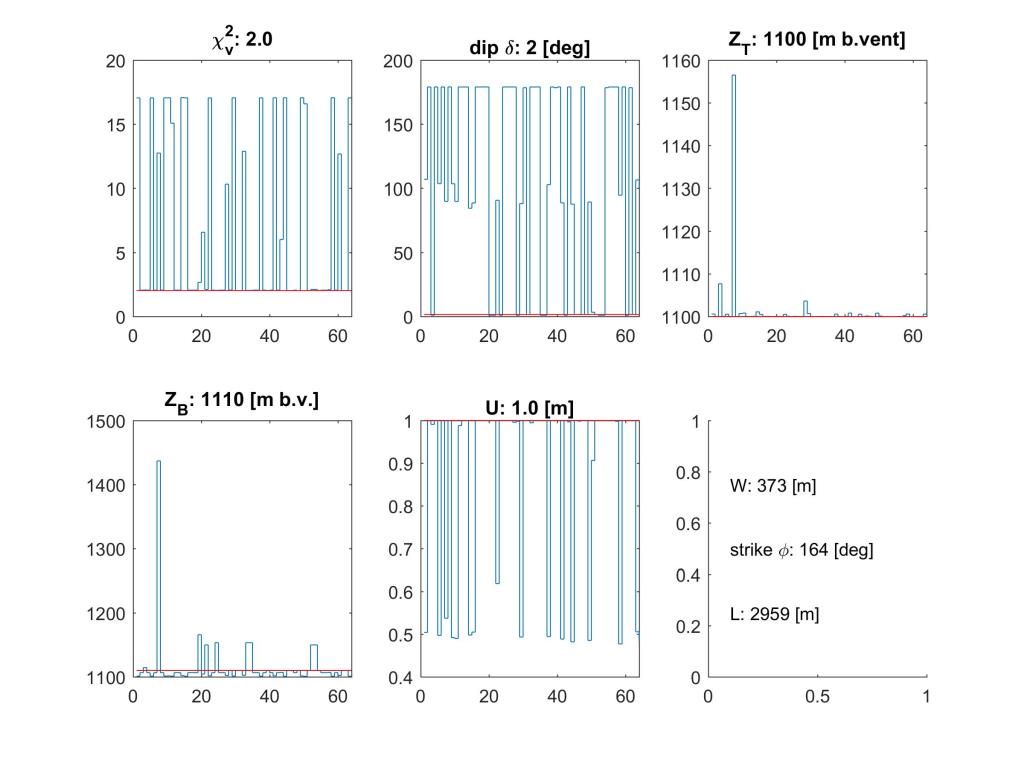 χ²ᵥ: 2.0
20
15
10
5
0
0 20 40 60
dip δ: 2 [deg]
200
150
100
50
0
0 20 40 60
Z_T: 1100 [m b.vent]
1160
1150
1140
1130
1120
1110
1100
0 20 40 60
Z_B: 1110 [m b.v.]
1500
1400
1300
1200
1100
0 20 40 60
U: 1.0 [m]
1
0.9
0.8
0.7
0.6
0.5
0.4
0 20 40 60
1
0.8
0.6
0.4
0.2
0
0 0.5 1
W: 373 [m]
strike ϕ: 164 [deg]
L: 2959 [m]